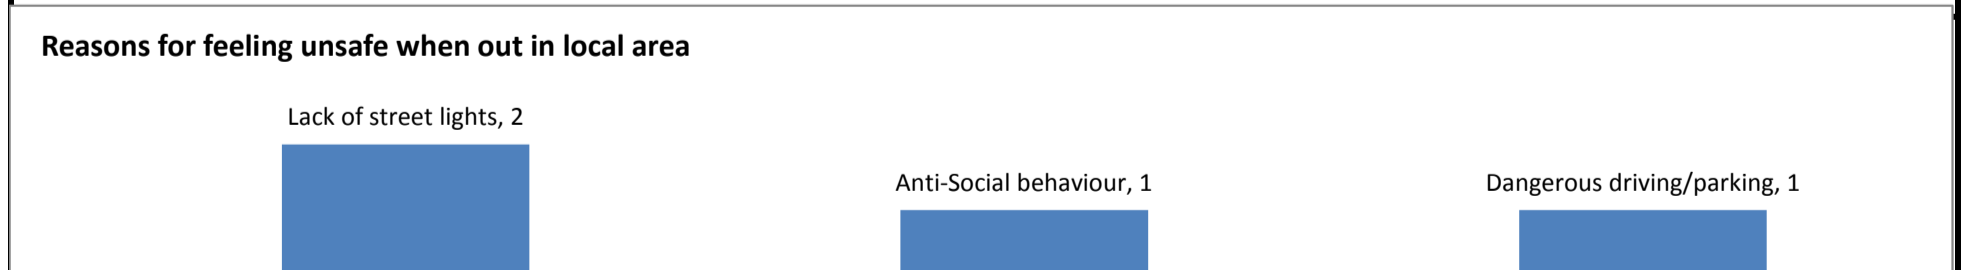 Reasons for feeling unsafe when out in local area
Lack of street lights, 2
Anti-Social behaviour, 1
Dangerous driving/parking, 1